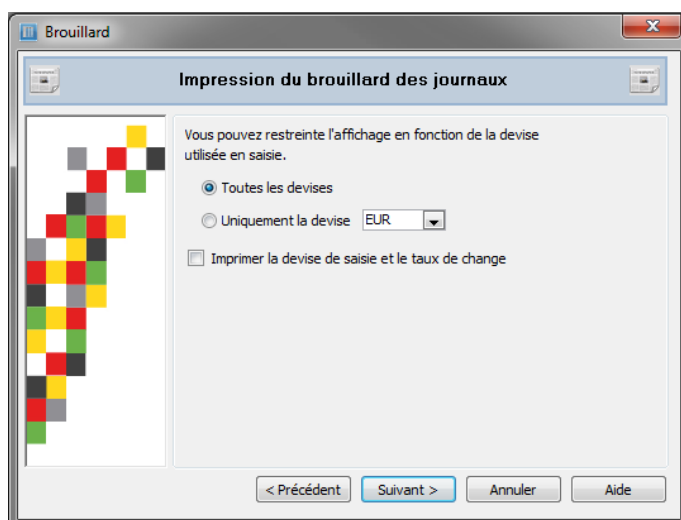 Brouillard
Impression du brouillard des journaux
Vous pouvez restreinte l'affichage en fonction de la devise
utilisée en saisie.
Toutes les devises
Uniquement la devise EUR
Imprimer la devise de saisie et le taux de change
< Précédent Suivant > Annuler Aide